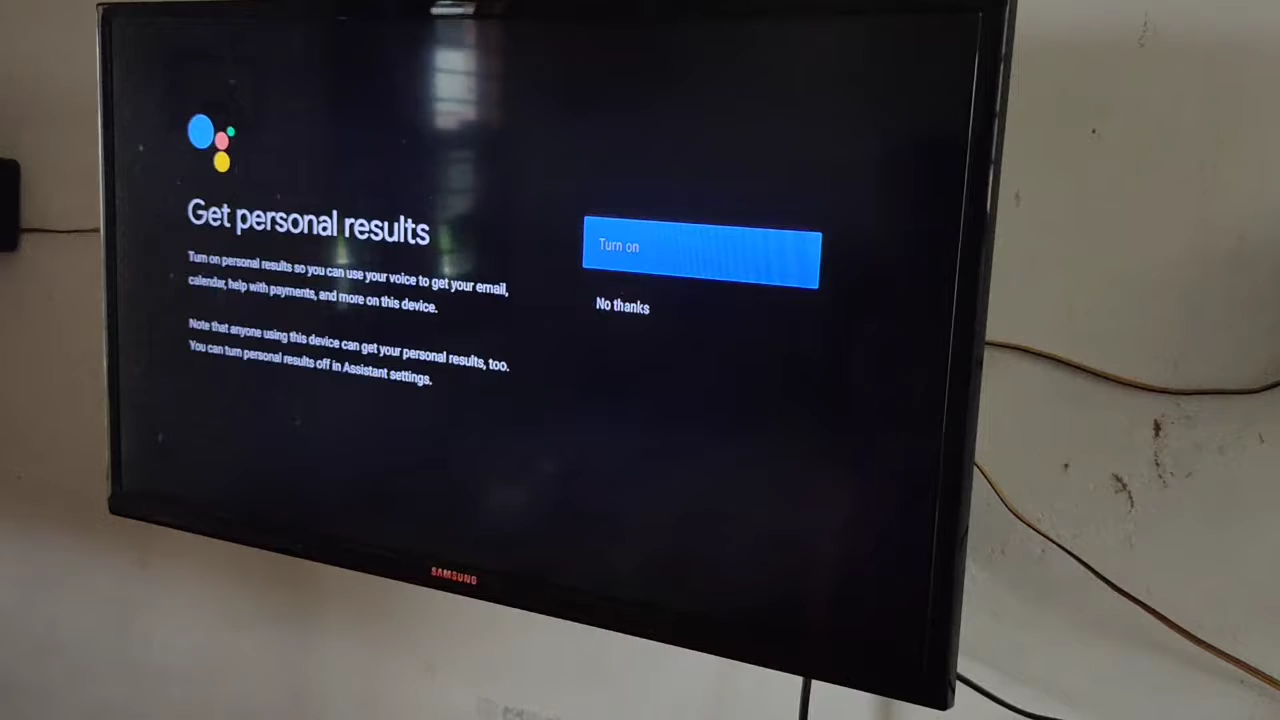 Get personal results
Turn on personal results so you can use your voice to get your email,
calendar, help with payments, and more on this device.
Note that anyone using this device can get your personal results, too.
You can turn personal results off in Assistant settings.
Turn on
No thanks
SAMSUNG